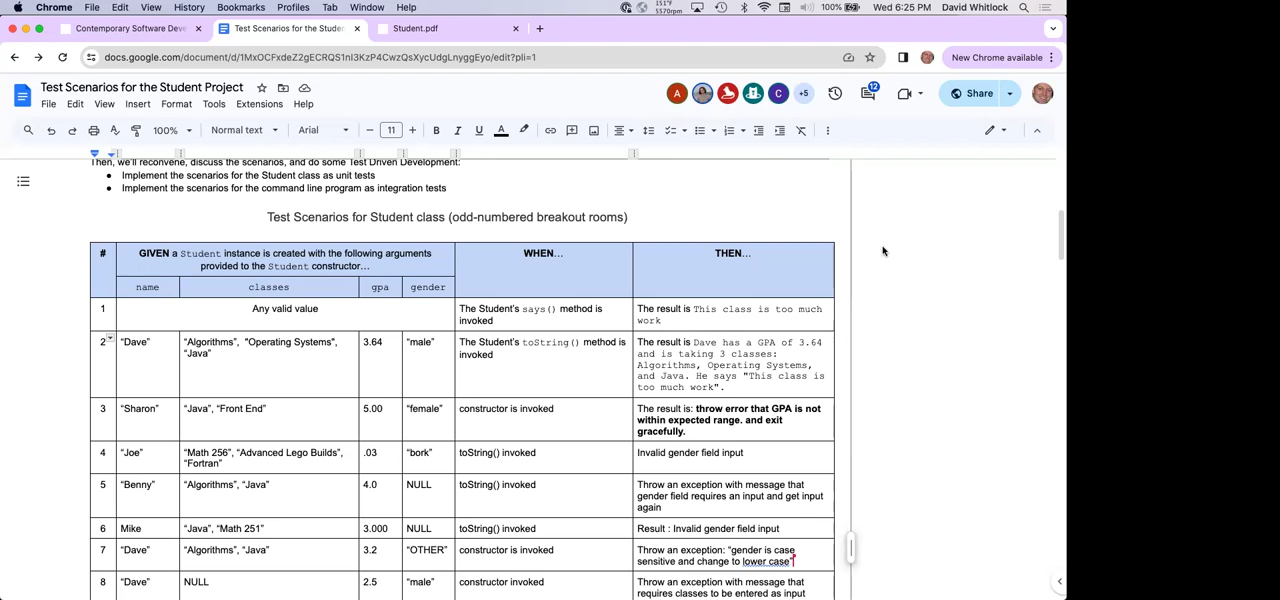 Chrome File Edit View History Bookmarks Profiles Tab Window Help 151°F 5570rpm 100% Wed 6:25 PM David Whitlock
Contemporary Software Deve Test Scenarios for the Student Student.pdf
docs.google.com/document/d/1MxOCFxdeZ2gECRQS1nI3KzP4CwzQsXycUdgLnyggEyo/edit?pli=1 New Chrome available
Test Scenarios for the Student Project
File Edit View Insert Format Tools Extensions Help
A C +5 12 Share
100% Normal text Arial 11 B I U A
Then, we'll reconvene, discuss the scenarios, and do some Test Driven Development:
● Implement the scenarios for the Student class as unit tests
● Implement the scenarios for the command line program as integration tests
Test Scenarios for Student class (odd-numbered breakout rooms)
# GIVEN a Student instance is created with the following arguments
provided to the Student constructor…
WHEN… THEN…
name classes gpa gender
1 Any valid value The Student's says() method is
invoked
The result is This class is too much
work
2 “Dave” “Algorithms”, "Operating Systems",
“Java”
3.64 “male” The Student's toString() method is
invoked
The result is Dave has a GPA of 3.64
and is taking 3 classes:
Algorithms, Operating Systems,
and Java. He says "This class is
too much work".
3 “Sharon” “Java”, “Front End” 5.00 “female” constructor is invoked
The result is: throw error that GPA is not
within expected range. and exit
gracefully.
4 “Joe” “Math 256”, “Advanced Lego Builds”,
“Fortran”
.03 “bork” toString() invoked Invalid gender field input
5 “Benny” “Algorithms”, “Java” 4.0 NULL toString() invoked
Throw an exception with message that
gender field requires an input and get input
again
6 Mike “Java”, “Math 251” 3.000 NULL toString() invoked Result : Invalid gender field input
7 “Dave” “Algorithms”, “Java” 3.2 “OTHER” constructor is invoked
Throw an exception: “gender is case
sensitive and change to lower case”
8 “Dave” NULL 2.5 “male” constructor invoked
Throw an exception with message that
requires classes to be entered as input